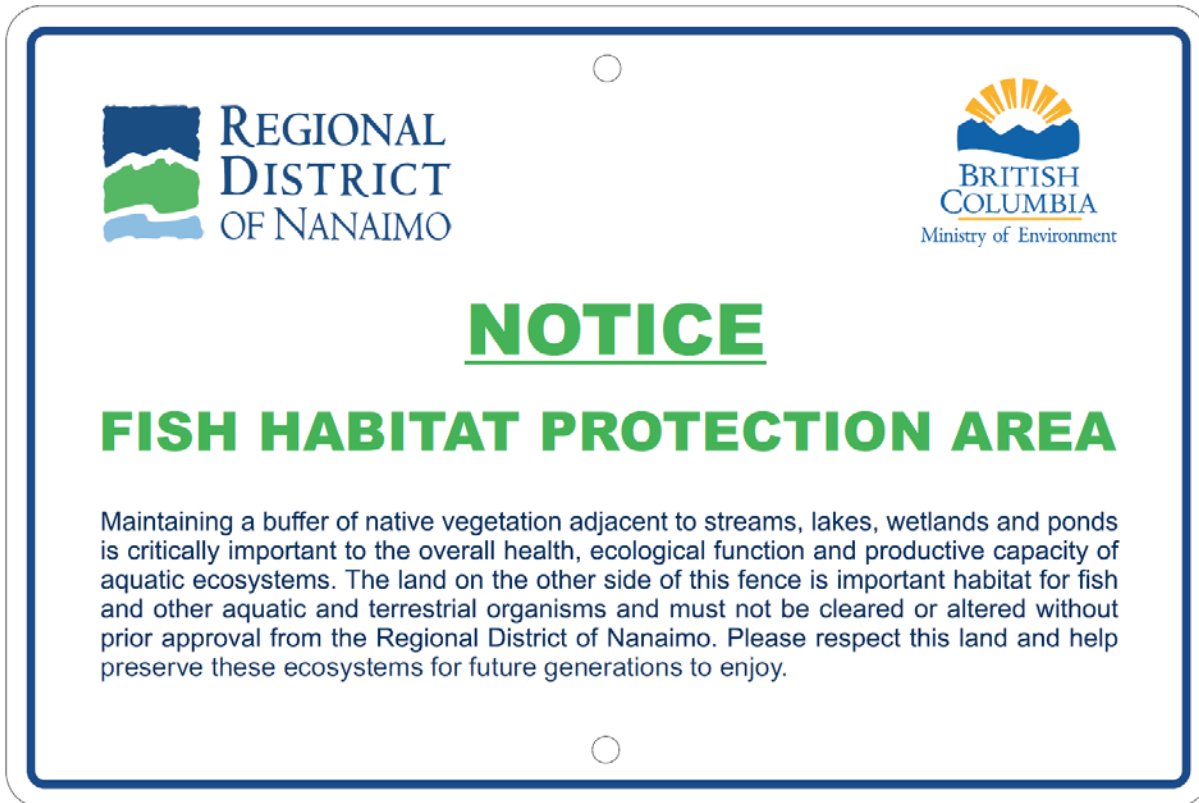 REGIONAL
DISTRICT
OF NANAIMO
BRITISH
COLUMBIA
Ministry of Environment
NOTICE
FISH HABITAT PROTECTION AREA
Maintaining a buffer of native vegetation adjacent to streams, lakes, wetlands and ponds
is critically important to the overall health, ecological function and productive capacity of
aquatic ecosystems. The land on the other side of this fence is important habitat for fish
and other aquatic and terrestrial organisms and must not be cleared or altered without
prior approval from the Regional District of Nanaimo. Please respect this land and help
preserve these ecosystems for future generations to enjoy.